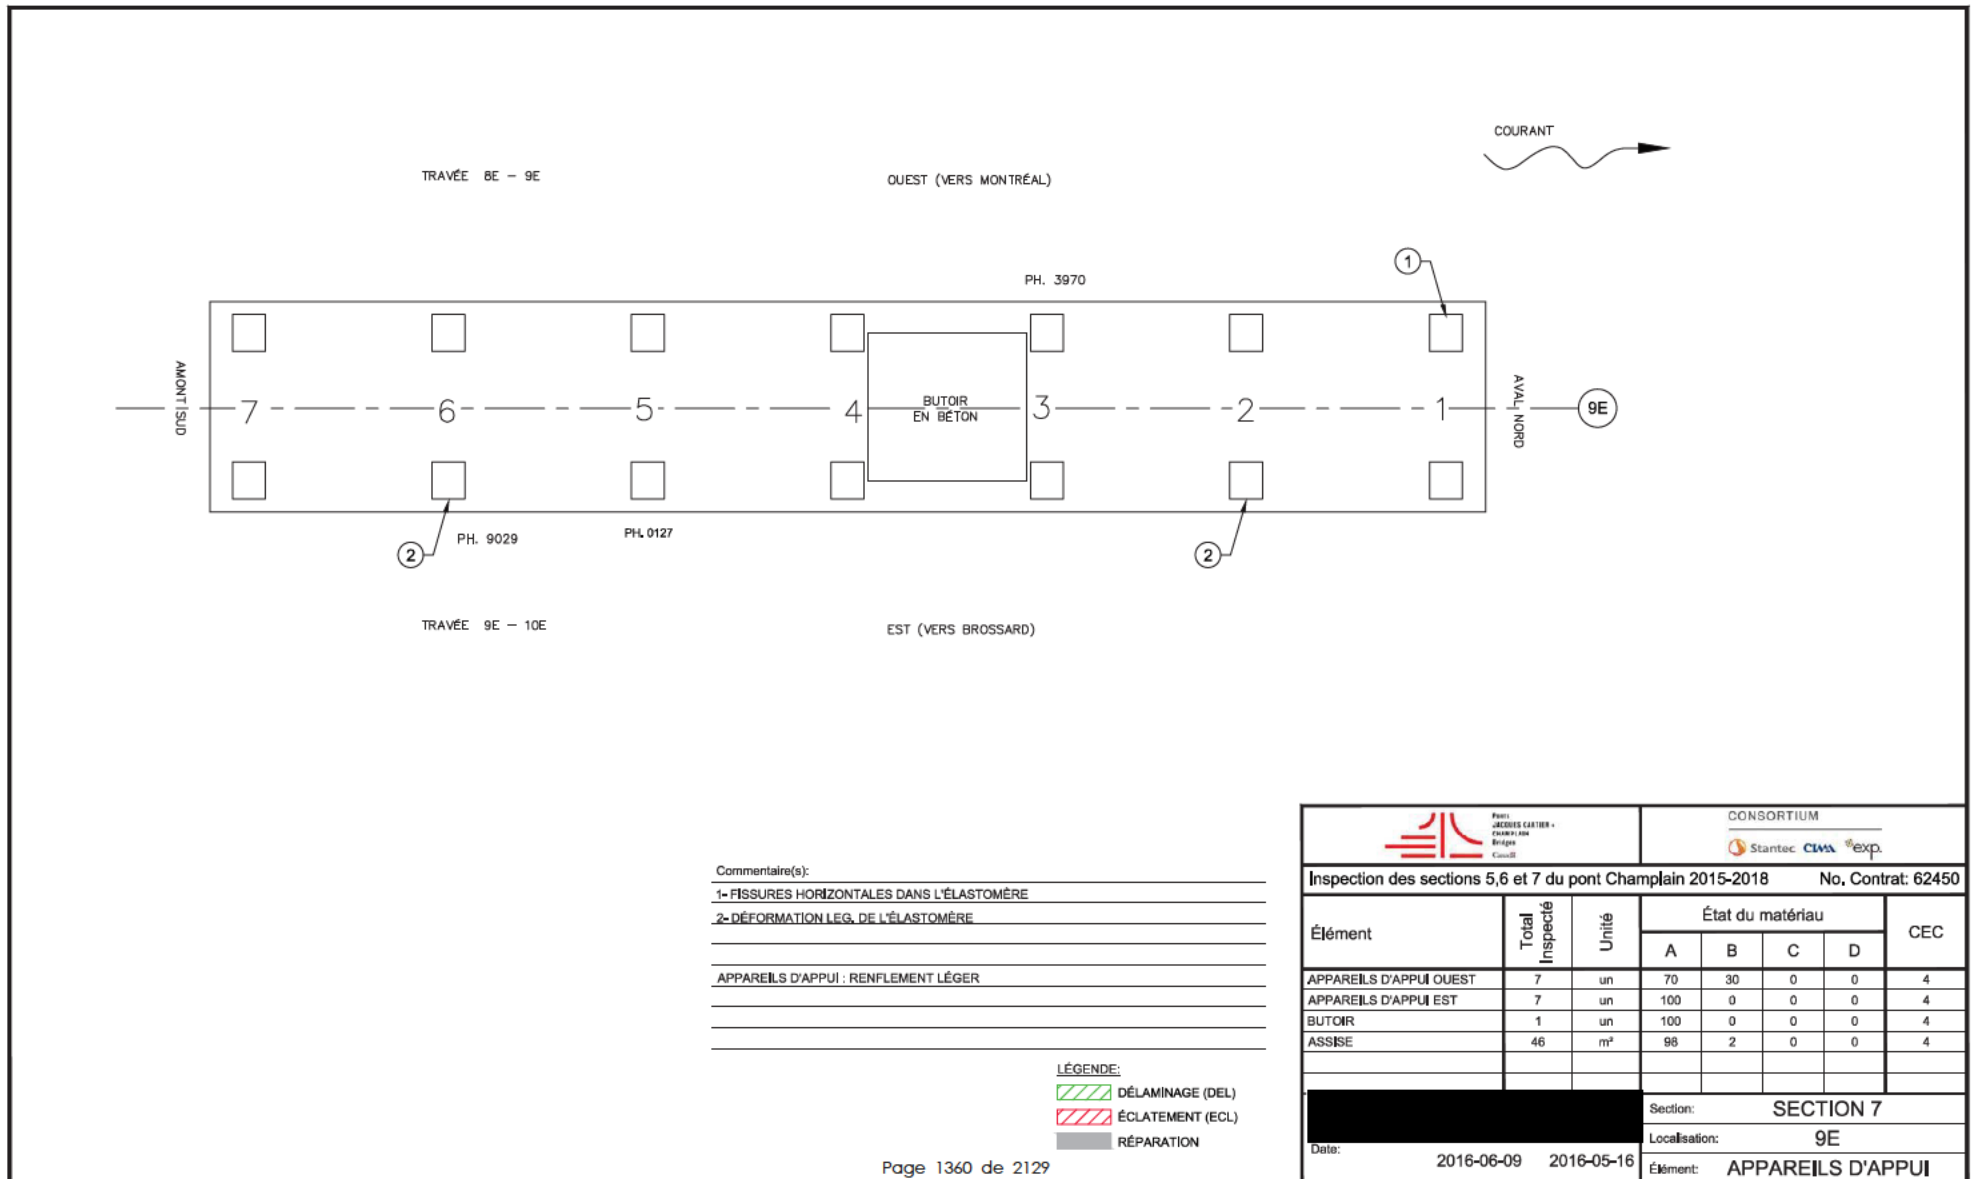 COURANT
TRAVÉE 8E – 9E
OUEST (VERS MONTRÉAL)
1
PH. 3970
AMONT SUD
7 6 5 4 BUTOIR EN BÉTON 3 2 1
AVAL NORD
9E
2 PH. 9029
PH. 0127
2
TRAVÉE 9E – 10E
EST (VERS BROSSARD)
Commentaire(s):
1- FISSURES HORIZONTALES DANS L'ÉLASTOMÈRE
2- DÉFORMATION LEG. DE L'ÉLASTOMÈRE
APPAREILS D'APPUI : RENFLEMENT LÉGER
LÉGENDE:
DÉLAMINAGE (DEL)
ÉCLATEMENT (ECL)
RÉPARATION
Page 1360 de 2129
Ponts
JACQUES CARTIER +
CHAMPLAIN
Bridges
Canada
CONSORTIUM
Stantec CIMA exp.
Inspection des sections 5,6 et 7 du pont Champlain 2015-2018 No. Contrat: 62450
Élément Total Inspecté Unité État du matériau CEC
A B C D
APPAREILS D'APPUI OUEST 7 un 70 30 0 0 4
APPAREILS D'APPUI EST 7 un 100 0 0 0 4
BUTOIR 1 un 100 0 0 0 4
ASSISE 46 m² 98 2 0 0 4
Section: SECTION 7
Localisation: 9E
Date: 2016-06-09 2016-05-16
Élément: APPAREILS D'APPUI